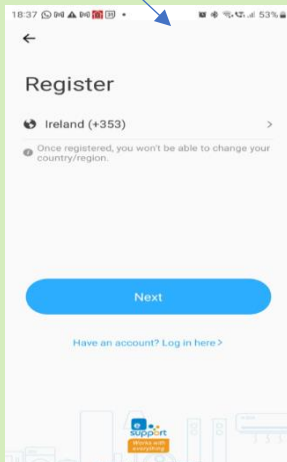 18:37 53%
Register
Ireland (+353)
Once registered, you won't be able to change your
country/region.
Next
Have an account? Log in here >
e
support
Works with
everything